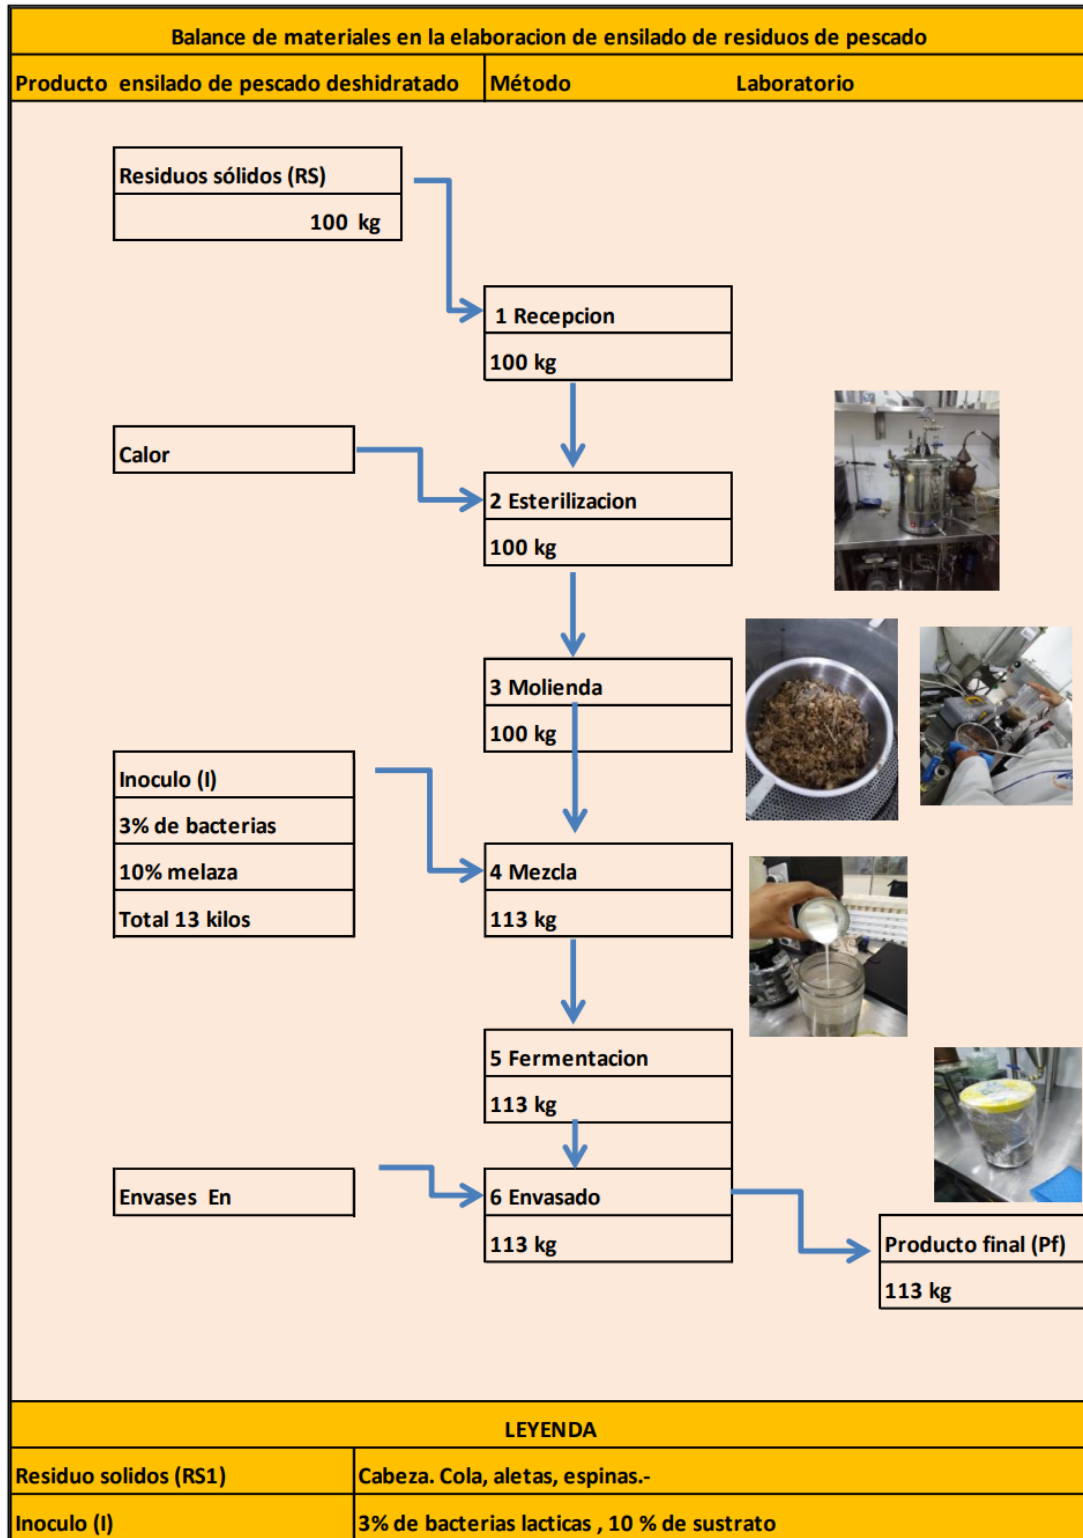 Balance de materiales en la elaboracion de ensilado de residuos de pescado
Producto ensilado de pescado deshidratado Método Laboratorio
Residuos sólidos (RS)
100 kg
1 Recepcion
100 kg
Calor
2 Esterilizacion
100 kg
3 Molienda
100 kg
Inoculo (I)
3% de bacterias
10% melaza
Total 13 kilos
4 Mezcla
113 kg
5 Fermentacion
113 kg
Envases En
6 Envasado
113 kg
Producto final (Pf)
113 kg
LEYENDA
Residuo solidos (RS1) Cabeza. Cola, aletas, espinas.-
Inoculo (I) 3% de bacterias lacticas , 10 % de sustrato